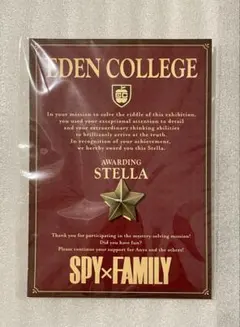 EDEN COLLEGE
In your mission to solve the riddle of this exhibition,
you used your exceptional attention to detail
and your extraordinary thinking abilities
to brilliantly arrive at the truth.
In recognition of your achievement,
we hereby award you this Stella.
AWARDING
STELLA
Thank you for participating in the mystery-solving mission!
Did you have fun?
Please continue your support for Anya and the others!
SPY×FAMILY